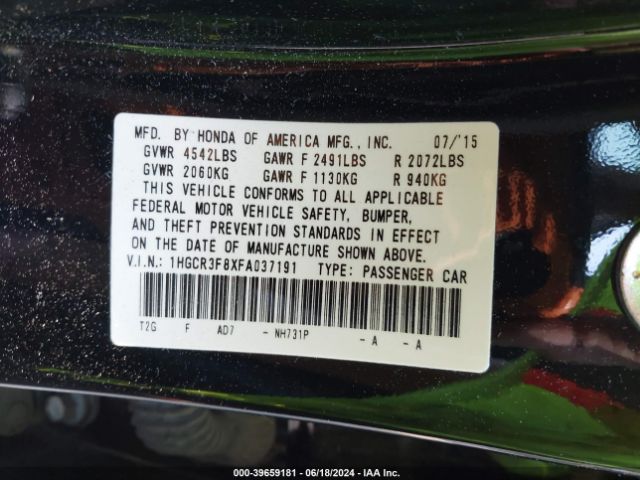 MFD. BY HONDA OF AMERICA MFG., INC. 07/'15
GVWR 4542LBS GAWR F 2491LBS R 2072LBS
GVWR 2060KG GAWR F 1130KG R 940KG
THIS VEHICLE CONFORMS TO ALL APPLICABLE
FEDERAL MOTOR VEHICLE SAFETY, BUMPER,
AND THEFT PREVENTION STANDARDS IN EFFECT
ON THE DATE OF MANUFACTURE SHOWN ABOVE.
V.I.N.: 1HGCR3F8XFA037191 TYPE: PASSENGER CAR
T2G F AD7 - NH731P - A - A
000-39659181 - 06/18/2024 - IAA Inc.